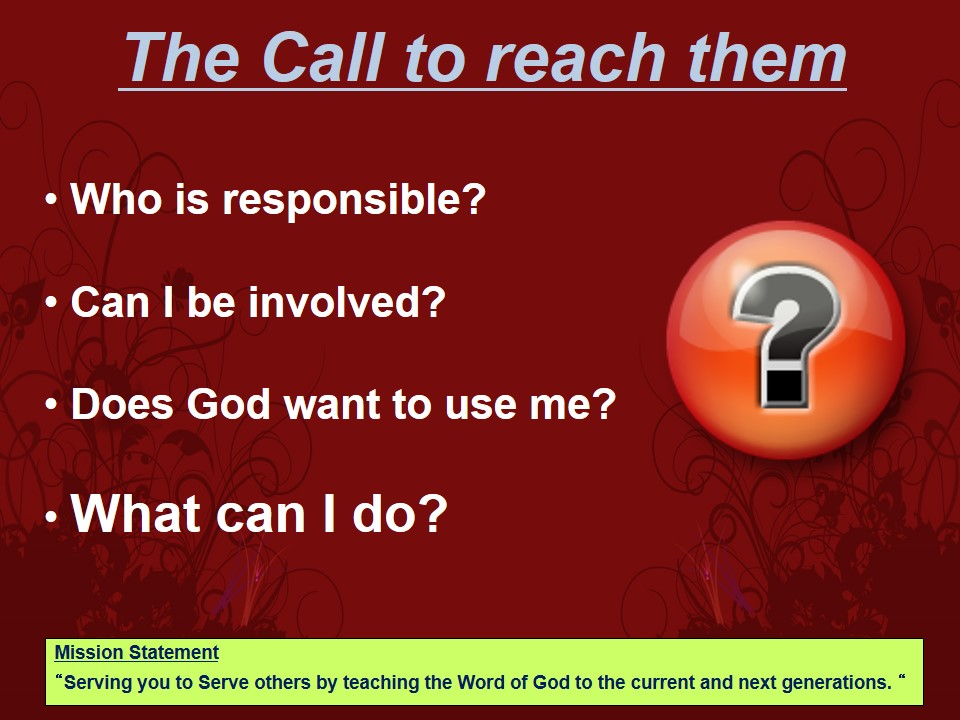 The Call to reach them
• Who is responsible?
• Can I be involved?
• Does God want to use me?
• What can I do?
?
Mission Statement
“Serving you to Serve others by teaching the Word of God to the current and next generations. “